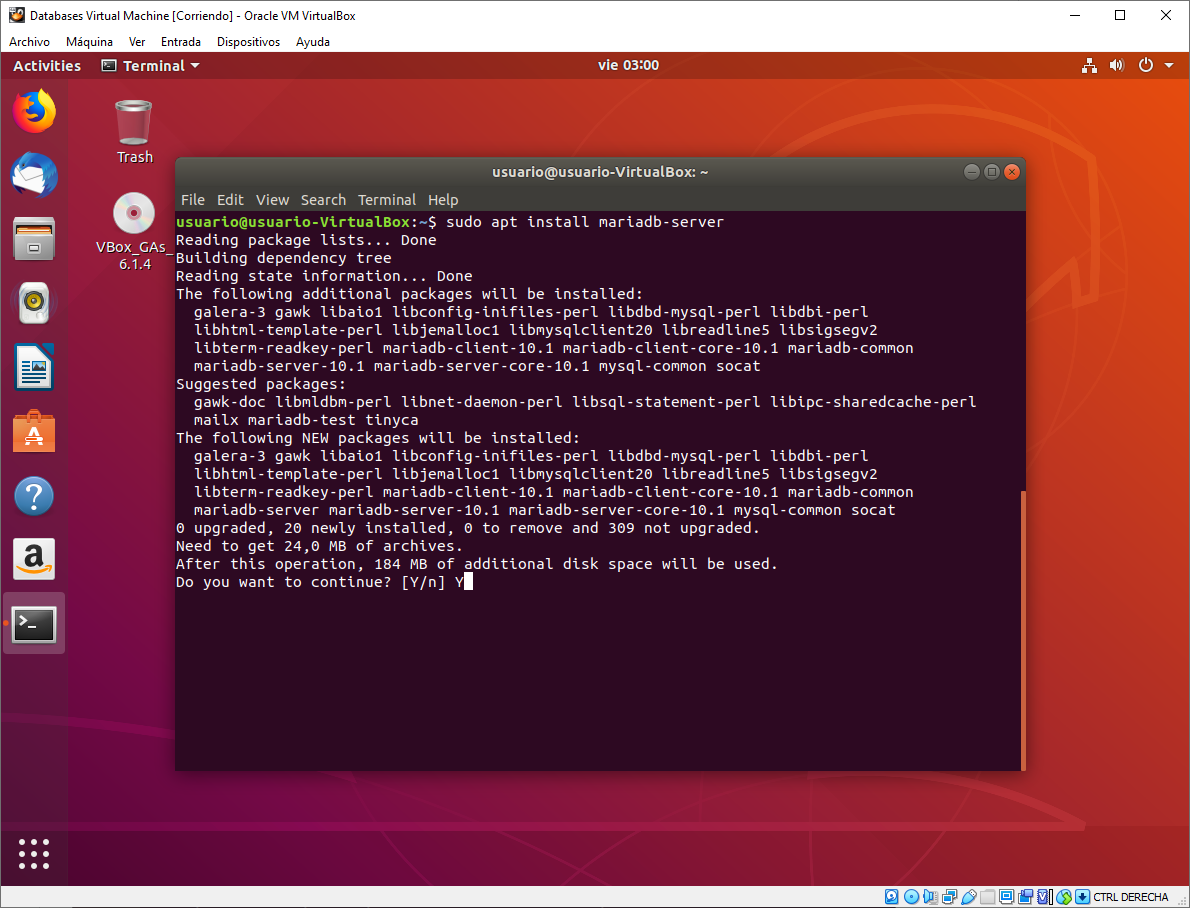 Databases Virtual Machine [Corriendo] - Oracle VM VirtualBox
Archivo Máquina Ver Entrada Dispositivos Ayuda
Activities Terminal vie 03:00
Trash
VBox_GAs_
6.1.4
usuario@usuario-VirtualBox: ~
File Edit View Search Terminal Help
usuario@usuario-VirtualBox:~$ sudo apt install mariadb-server
Reading package lists... Done
Building dependency tree
Reading state information... Done
The following additional packages will be installed:
galera-3 gawk libaio1 libconfig-inifiles-perl libdbd-mysql-perl libdbi-perl
libhtml-template-perl libjemalloc1 libmysqlclient20 libreadline5 libsigsegv2
libterm-readkey-perl mariadb-client-10.1 mariadb-client-core-10.1 mariadb-common
mariadb-server-10.1 mariadb-server-core-10.1 mysql-common socat
Suggested packages:
gawk-doc libmldbm-perl libnet-daemon-perl libsql-statement-perl libipc-sharedcache-perl
mailx mariadb-test tinyca
The following NEW packages will be installed:
galera-3 gawk libaio1 libconfig-inifiles-perl libdbd-mysql-perl libdbi-perl
libhtml-template-perl libjemalloc1 libmysqlclient20 libreadline5 libsigsegv2
libterm-readkey-perl mariadb-client-10.1 mariadb-client-core-10.1 mariadb-common
mariadb-server mariadb-server-10.1 mariadb-server-core-10.1 mysql-common socat
0 upgraded, 20 newly installed, 0 to remove and 309 not upgraded.
Need to get 24,0 MB of archives.
After this operation, 184 MB of additional disk space will be used.
Do you want to continue? [Y/n] Y
CTRL DERECHA